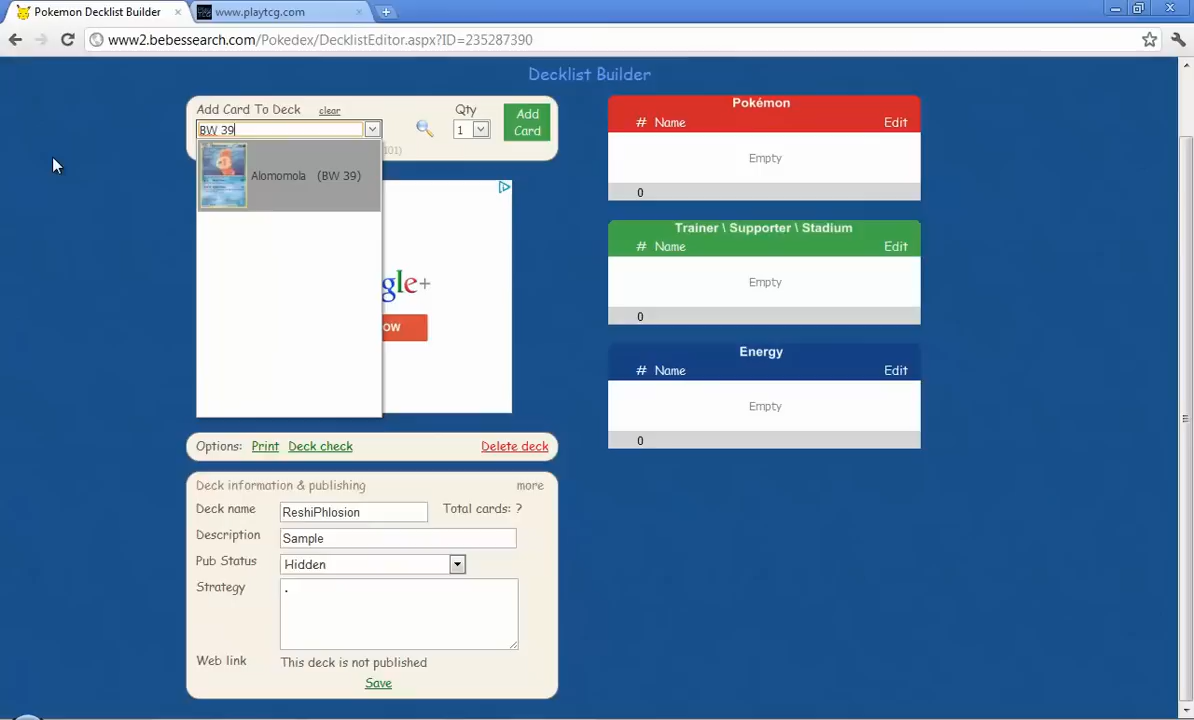 Pokemon Decklist Builder
www.playtcg.com
www2.bebessearch.com/Pokedex/DecklistEditor.aspx?ID=235287390
Decklist Builder
Add Card To Deck clear Qty
BW 39 1 Add Card
101)
Alomomola (BW 39)
gle+
OW
Options: Print Deck check Delete deck
Deck information & publishing more
Deck name ReshiPhlosion Total cards: ?
Description Sample
Pub Status Hidden
Strategy .
Web link This deck is not published
Save
Pokémon
# Name Edit
Empty
0
Trainer \ Supporter \ Stadium
# Name Edit
Empty
0
Energy
# Name Edit
Empty
0